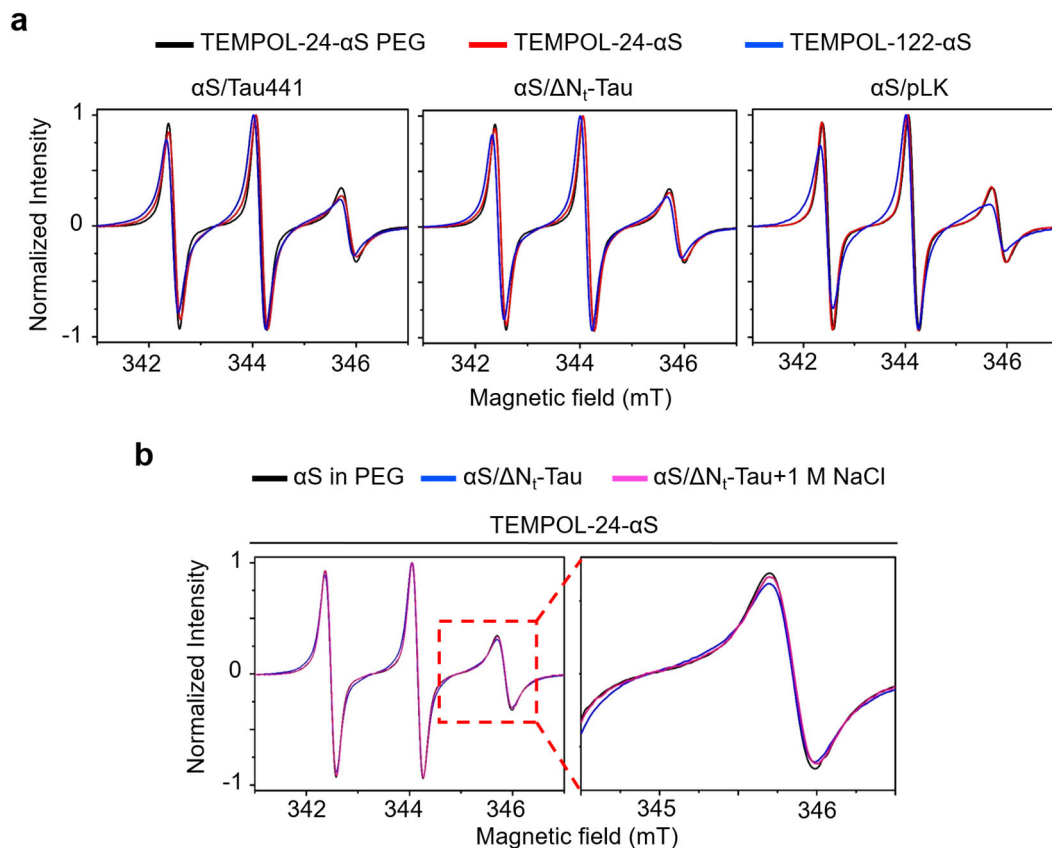 a
TEMPOL-24-αS PEG TEMPOL-24-αS TEMPOL-122-αS
αS/Tau441 αS/ΔNt-Tau αS/pLK
Normalized Intensity
1
0
-1
342 344 346 342 344 346 342 344 346
Magnetic field (mT)
b
αS in PEG αS/ΔNt-Tau αS/ΔNt-Tau+1 M NaCl
TEMPOL-24-αS
Normalized Intensity
1
0
-1
342 344 346 345 346
Magnetic field (mT)